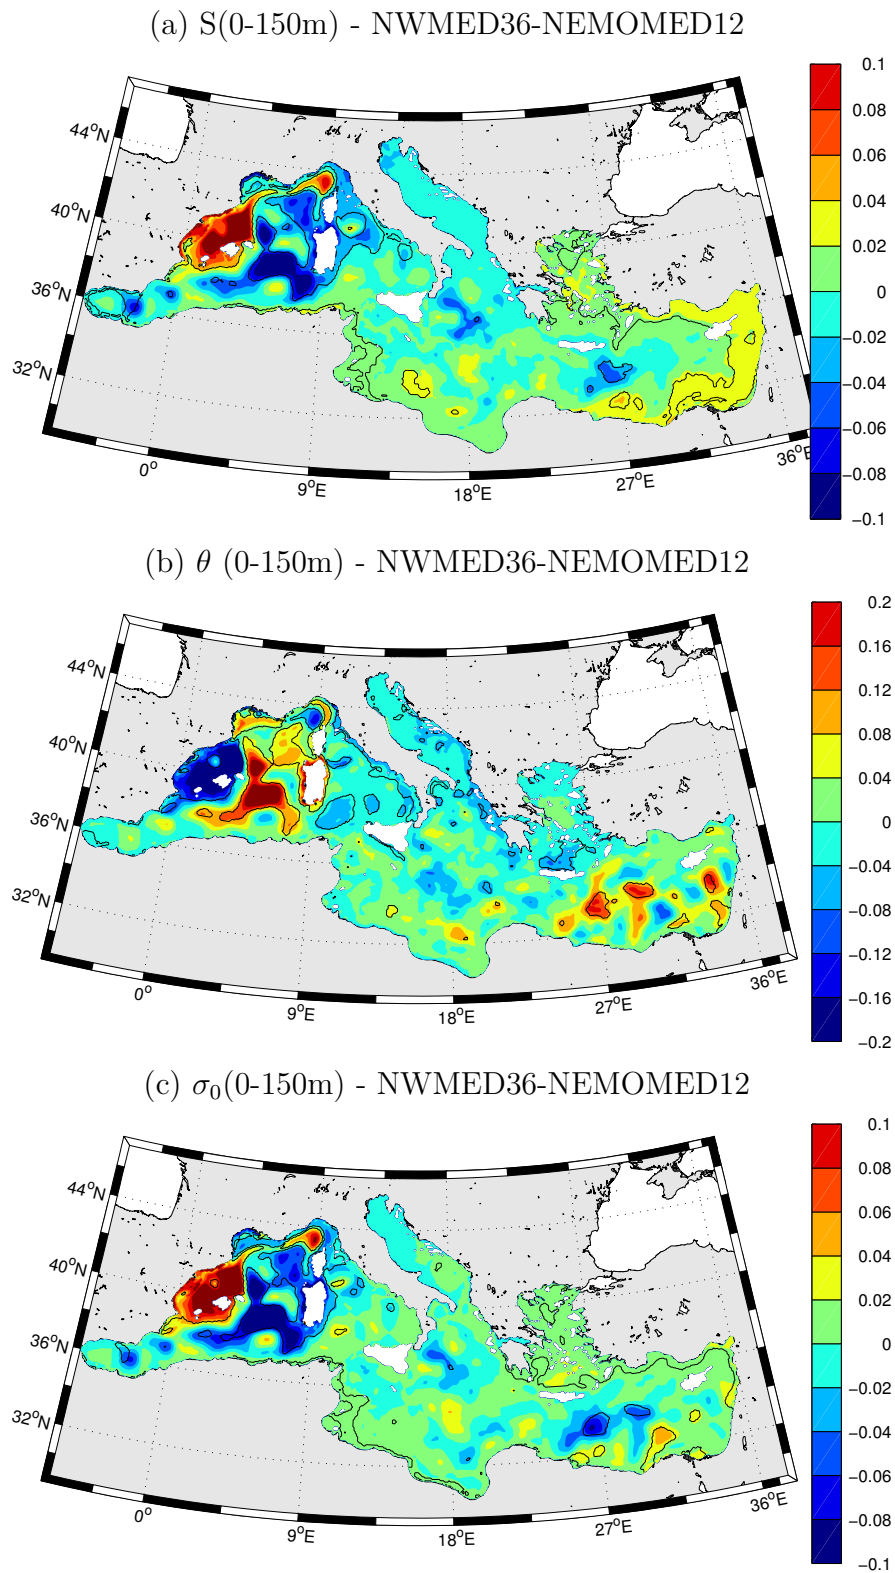 (a) S(0-150m) - NWMED36-NEMOMED12
44°N
40°N
36°N
32°N
0°
9°E
18°E
27°E
36°E
0.1
0.08
0.06
0.04
0.02
0
−0.02
−0.04
−0.06
−0.08
−0.1
(b) θ (0-150m) - NWMED36-NEMOMED12
44°N
40°N
36°N
32°N
0°
9°E
18°E
27°E
36°E
0.2
0.16
0.12
0.08
0.04
0
−0.04
−0.08
−0.12
−0.16
−0.2
(c) σ₀(0-150m) - NWMED36-NEMOMED12
44°N
40°N
36°N
32°N
0°
9°E
18°E
27°E
36°E
0.1
0.08
0.06
0.04
0.02
0
−0.02
−0.04
−0.06
−0.08
−0.1